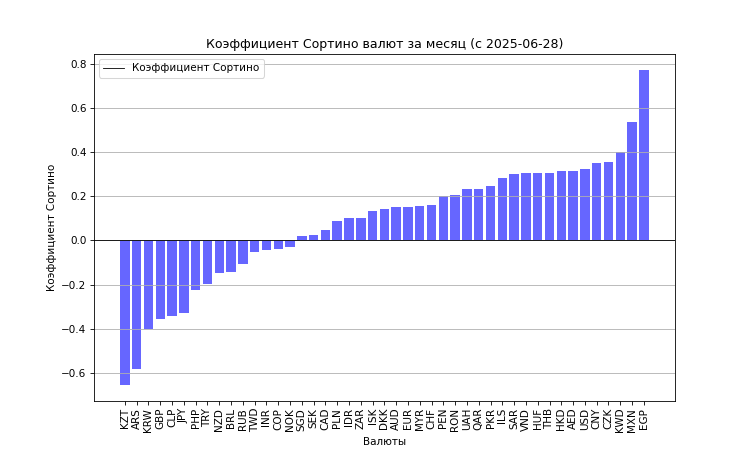 Коэффициент Сортино валют за месяц (с 2025-06-28)
Коэффициент Сортино
0.8
0.6
0.4
0.2
0.0
−0.2
−0.4
−0.6
Коэффициент Сортино
KZT ARS KRW GBP CLP JPY PHP TRY NZD BRL RUB TWD INR COP NOK SGD SEK CAD PLN IDR ZAR ISK DKK AUD EUR MYR CHF PEN RON UAH QAR PKR ILS SAR VND HUF THB HKD AED USD CNY CZK KWD MXN EGP
Валюты